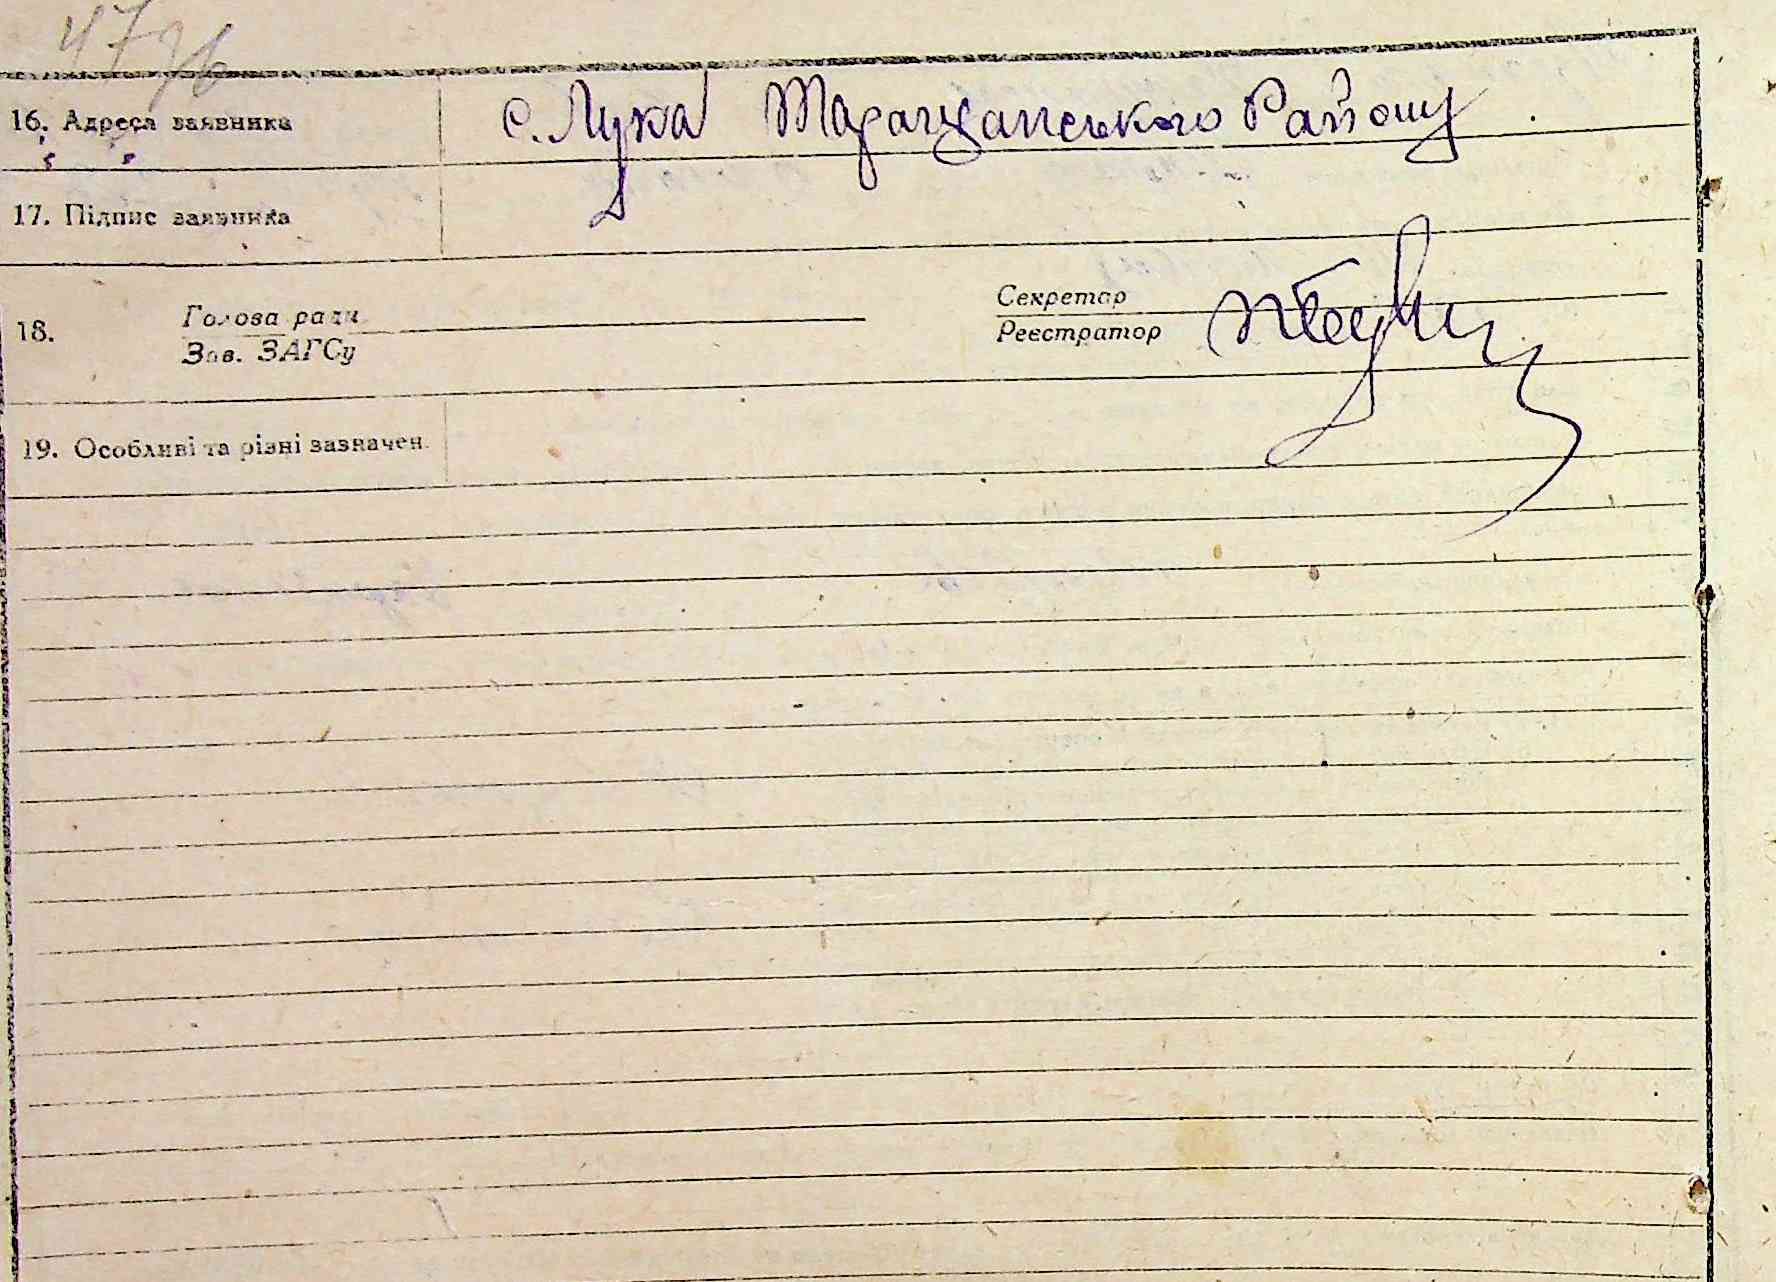 47
16. Адреса заявника с. Лука Таращанського Району
17. Підпис заявника
18. Голова ради Секретар
Зав. ЗАГСу Реєстратор
19. Особливі та різні зазначен.